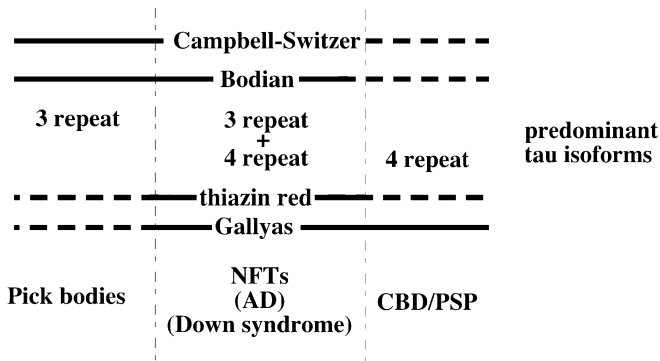 Campbell-Switzer
Bodian
3 repeat
3 repeat
+
4 repeat
4 repeat
predominant
tau isoforms
thiazin red
Gallyas
Pick bodies
NFTs
(AD)
(Down syndrome)
CBD/PSP